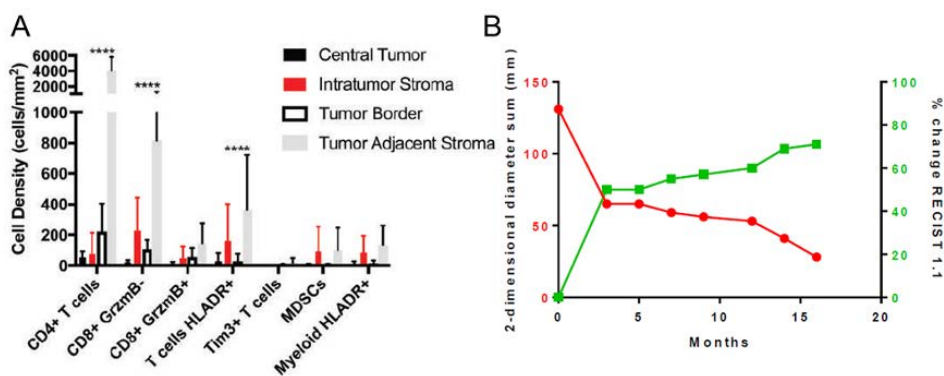 A
Cell Density (cells/mm²)
6000
4000
2000
1000
800
600
400
200
0
****
****
****
Central Tumor
Intratumor Stroma
Tumor Border
Tumor Adjacent Stroma
CD4+ T cells
CD8+ GrzmB-
CD8+ GrzmB+
T cells HLADR+
Tim3+ T cells
MDSCs
Myeloid HLADR+
B
2-dimensional diameter sum (mm)
150
100
50
0
100
80
60
40
20
0
% change RECIST 1.1
0
5
10
15
20
Months